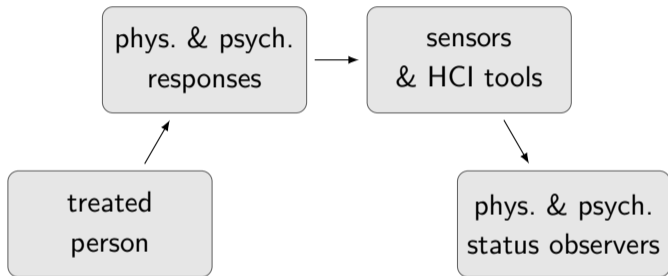 phys. & psych.
responses
sensors
& HCI tools
treated
person
phys. & psych.
status observers